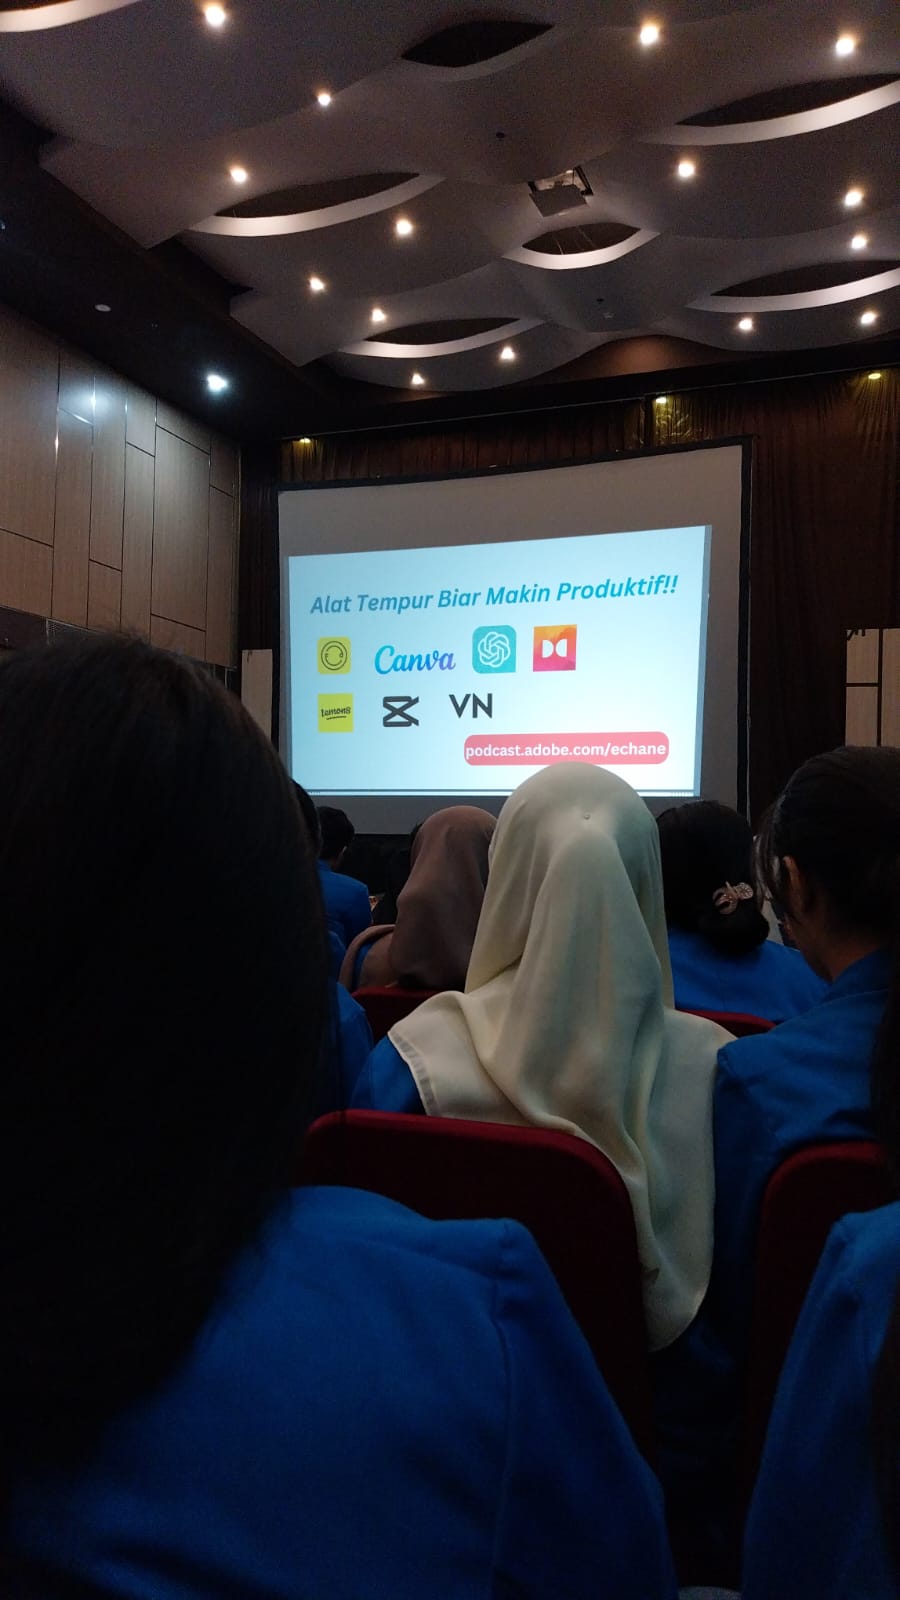 Alat Tempur Biar Makin Produktif!!
Canva
lemon8
VN
podcast.adobe.com/echane